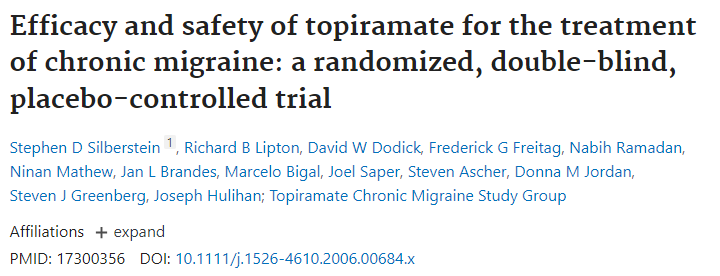 Efficacy and safety of topiramate for the treatment
of chronic migraine: a randomized, double-blind,
placebo-controlled trial
Stephen D Silberstein 1, Richard B Lipton, David W Dodick, Frederick G Freitag, Nabih Ramadan,
Ninan Mathew, Jan L Brandes, Marcelo Bigal, Joel Saper, Steven Ascher, Donna M Jordan,
Steven J Greenberg, Joseph Hulihan; Topiramate Chronic Migraine Study Group
Affiliations + expand
PMID: 17300356 DOI: 10.1111/j.1526-4610.2006.00684.x